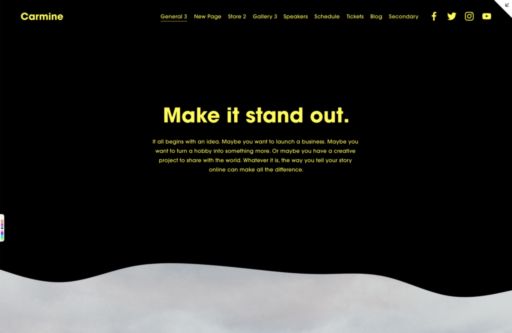 Carmine
General 3 New Page Store 2 Gallery 3 Speakers Schedule Tickets Blog Secondary
Make it stand out.
It all begins with an idea. Maybe you want to launch a business. Maybe you
want to turn a hobby into something more. Or maybe you have a creative
project to share with the world. Whatever it is, the way you tell your story
online can make all the difference.